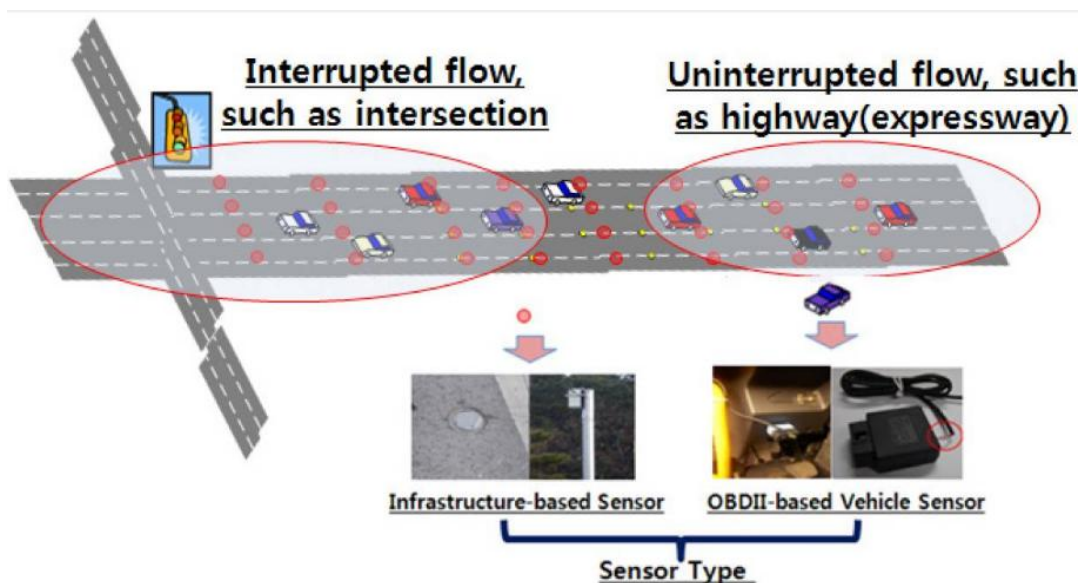 Interrupted flow,
such as intersection
Uninterrupted flow, such
as highway(expressway)
Infrastructure-based Sensor
OBDII-based Vehicle Sensor
Sensor Type